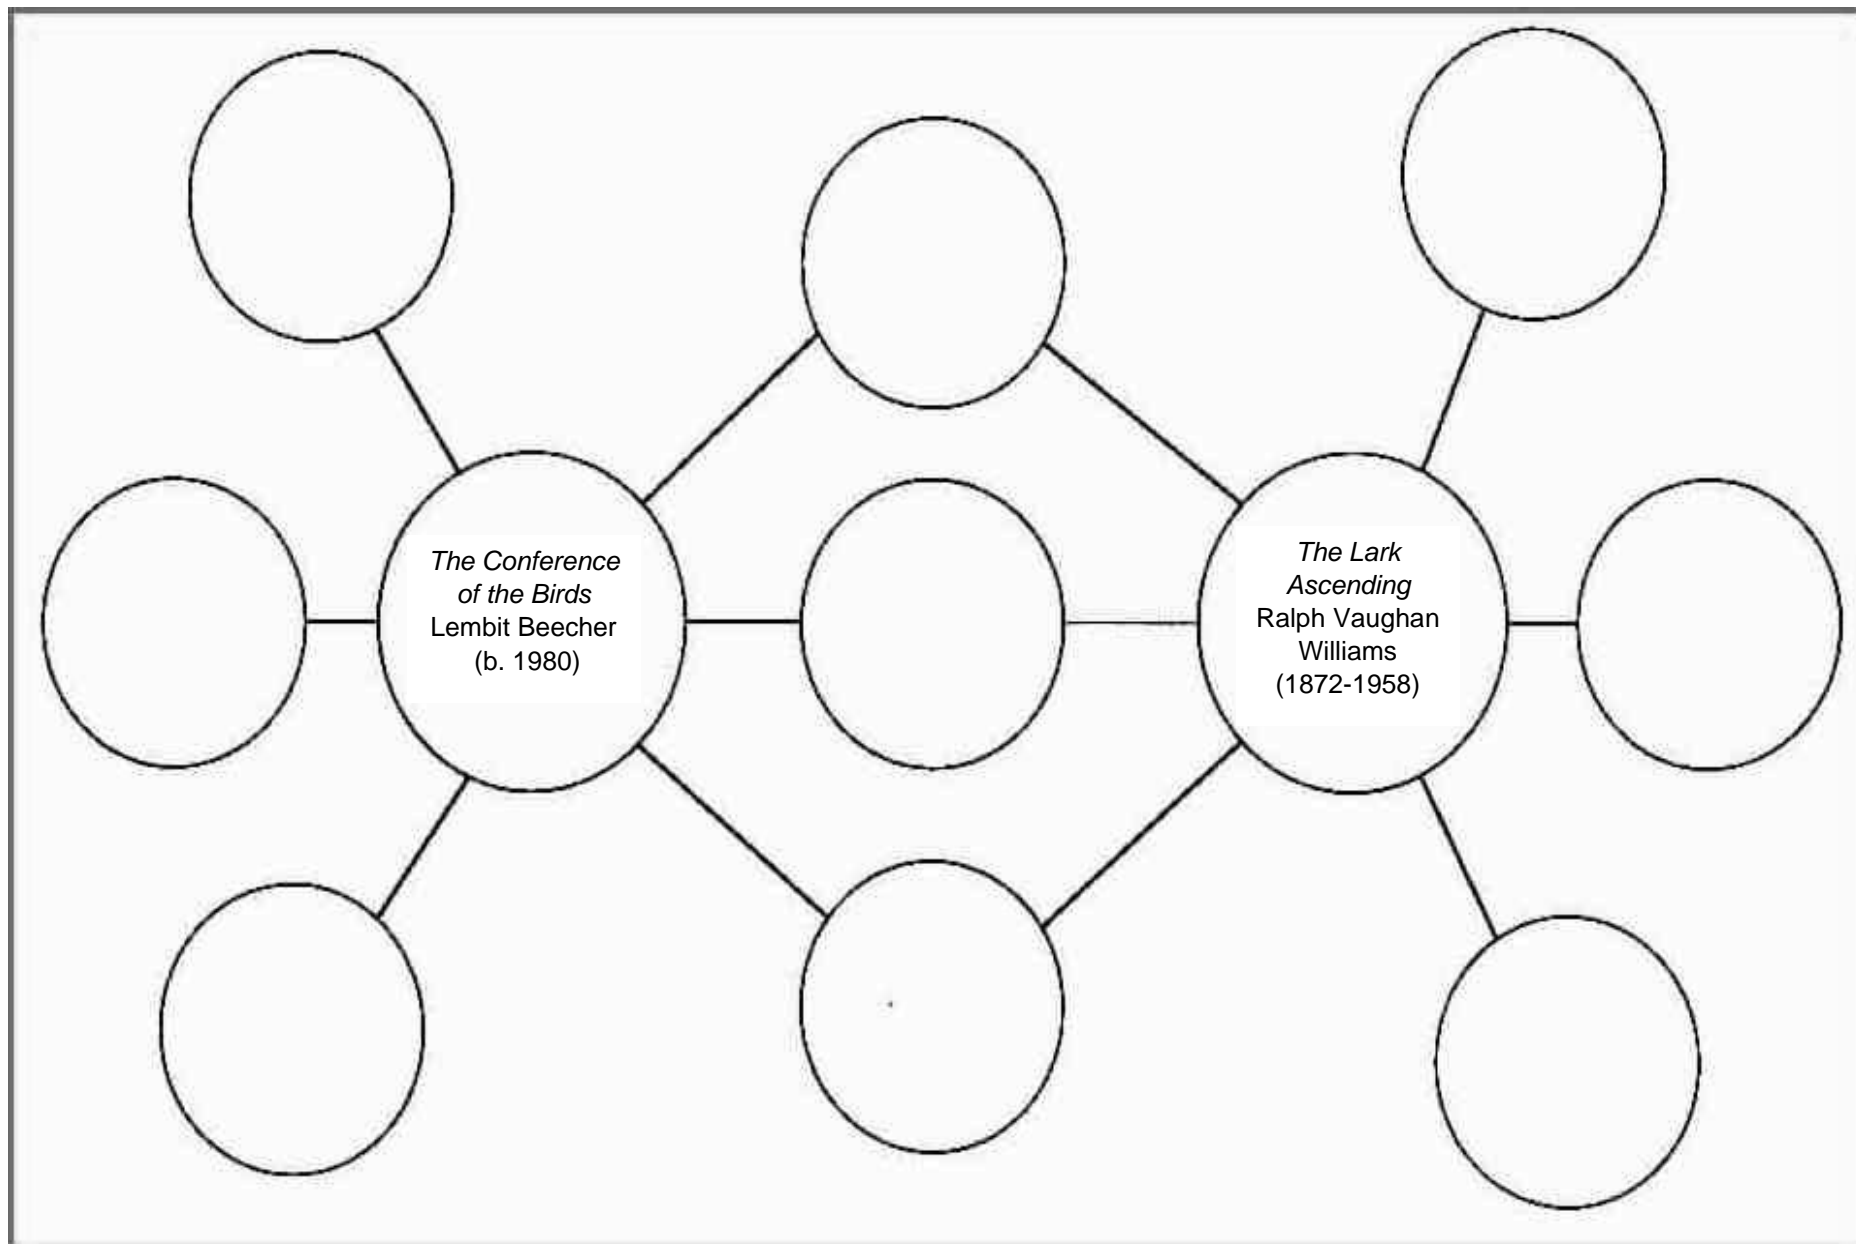 The Conference
of the Birds
Lembit Beecher
(b. 1980)
The Lark
Ascending
Ralph Vaughan
Williams
(1872-1958)